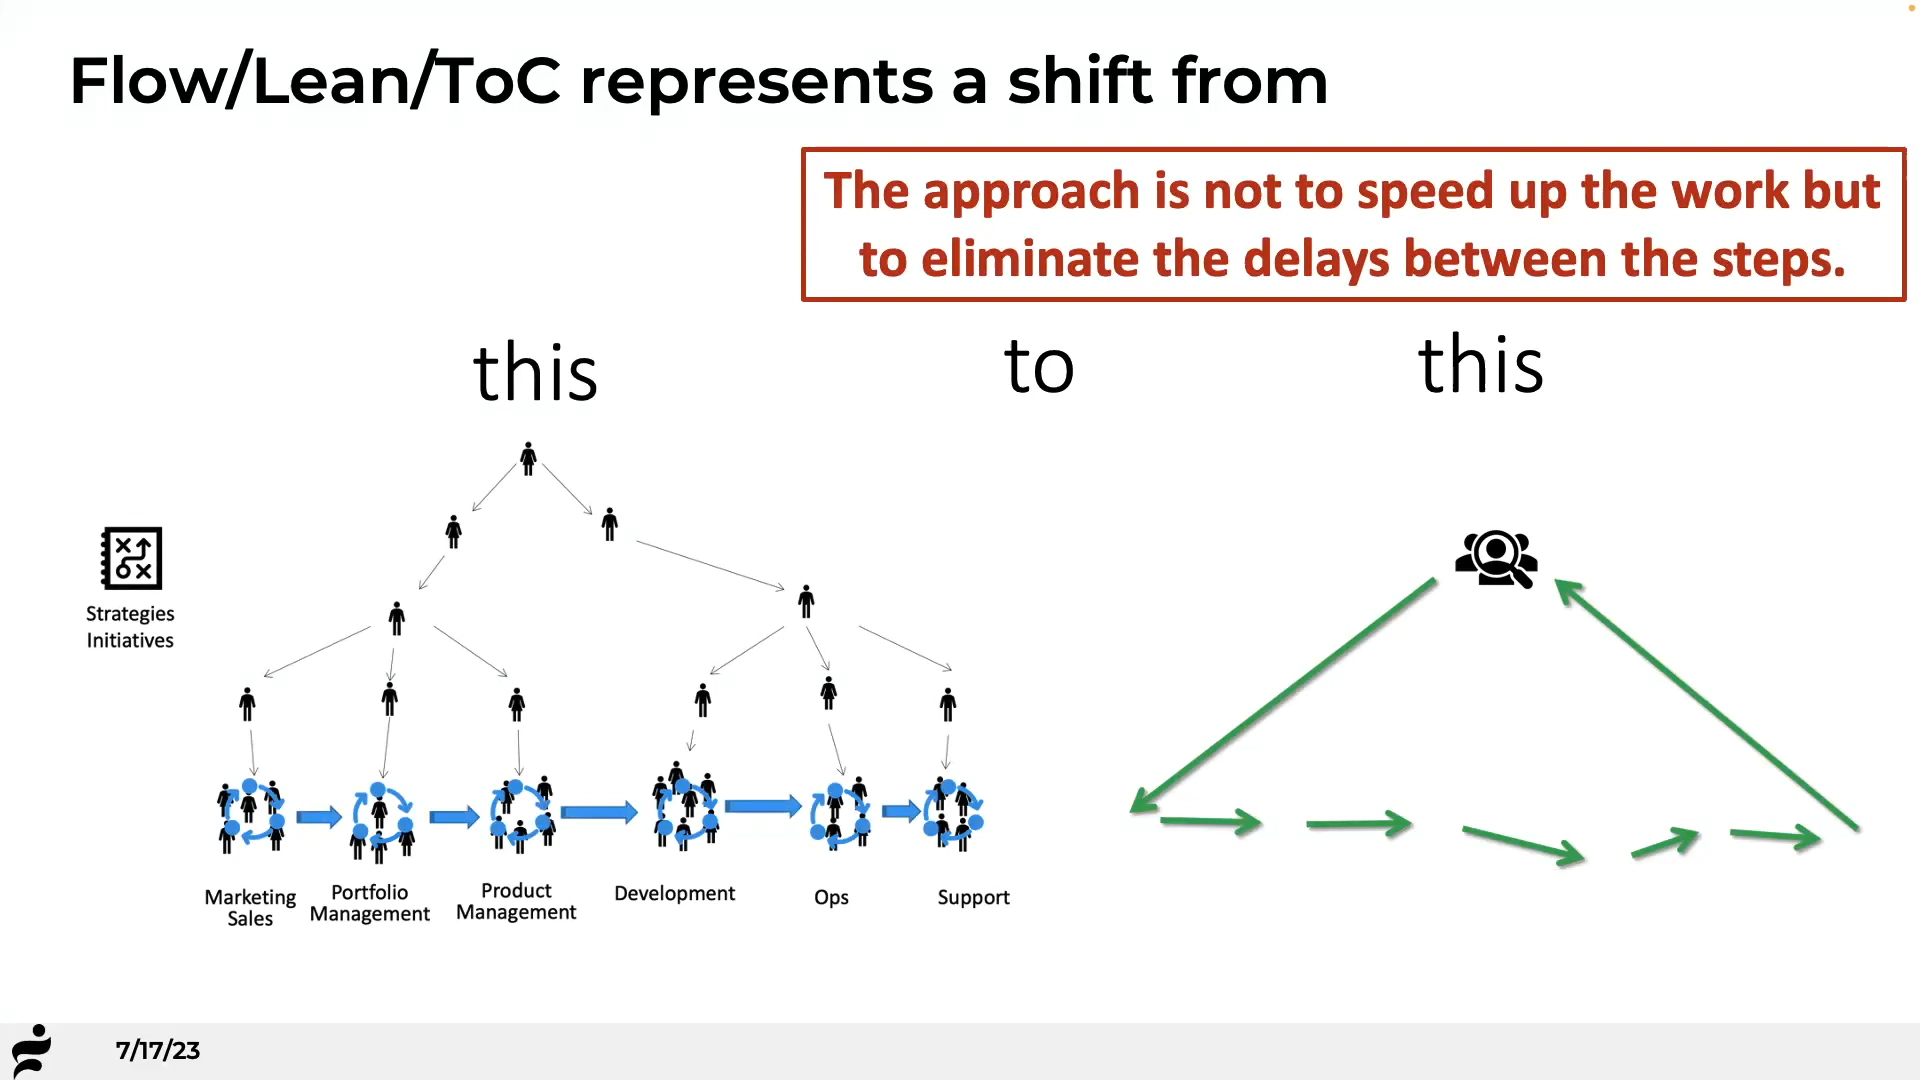 Flow/Lean/ToC represents a shift from
The approach is not to speed up the work but
to eliminate the delays between the steps.
this
to
this
Strategies
Initiatives
Marketing
Sales
Portfolio
Management
Product
Management
Development
Ops
Support
7/17/23